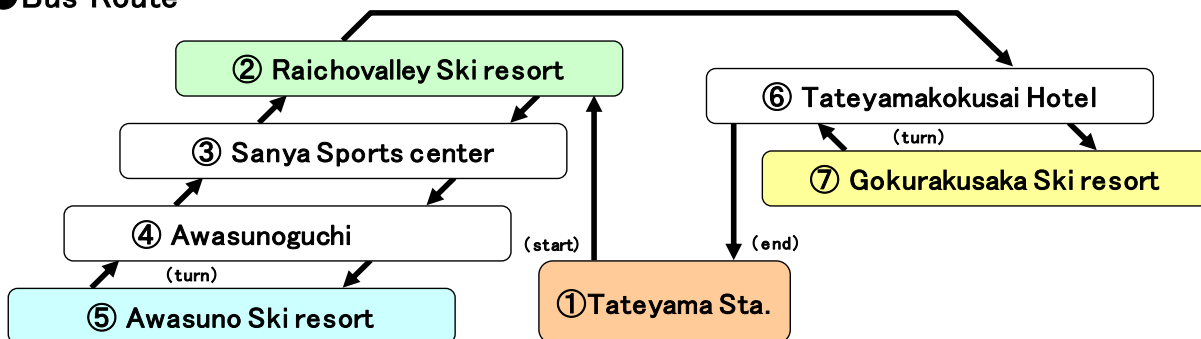 ●Bus Route
② Raichovalley Ski resort
⑥ Tateyamakokusai Hotel
③ Sanya Sports center
(turn)
⑦ Gokurakusaka Ski resort
④ Awasunoguchi
(start)
(end)
(turn)
①Tateyama Sta.
⑤ Awasuno Ski resort